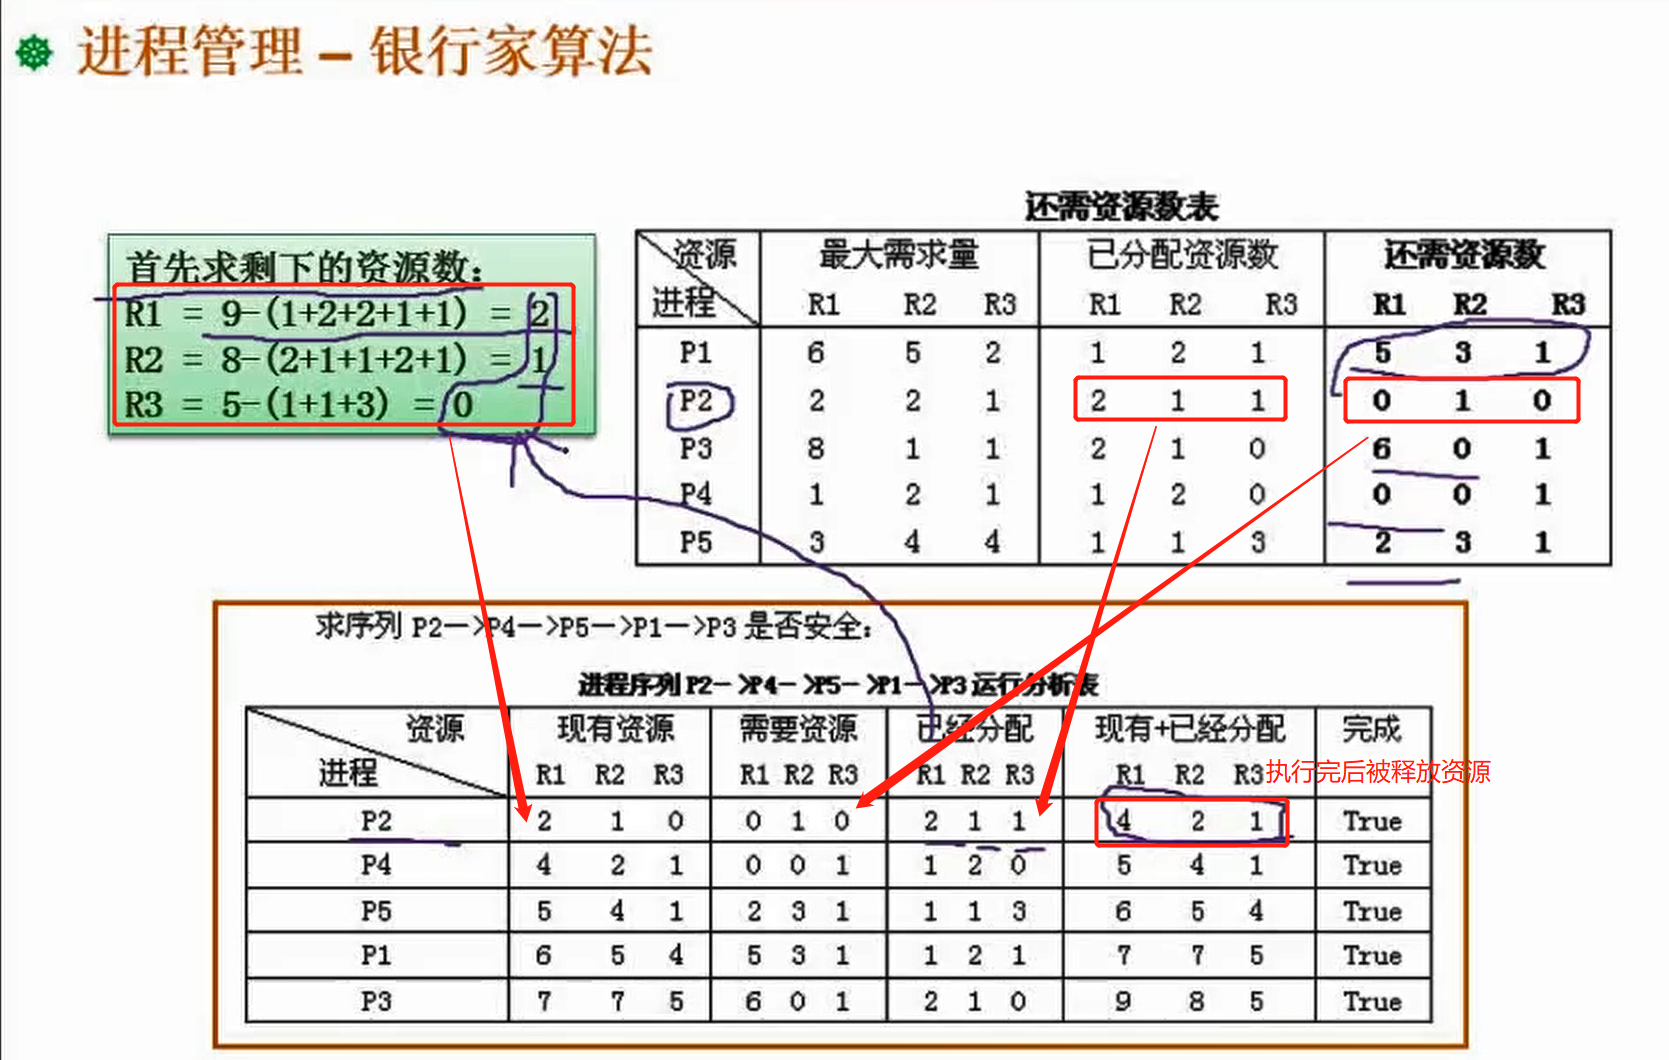 进程管理 – 银行家算法
首先求剩下的资源数：
R1 = 9-(1+2+2+1+1) = 2
R2 = 8-(2+1+1+2+1) = 1
R3 = 5-(1+1+3) = 0
还需资源数表
资源 最大需求量 已分配资源数 还需资源数
进程 R1 R2 R3 R1 R2 R3 R1 R2 R3
P1 6 5 2 1 2 1 5 3 1
P2 2 2 1 2 1 1 0 1 0
P3 8 1 1 2 1 0 6 0 1
P4 1 2 1 1 2 0 0 0 1
P5 3 4 4 1 1 3 2 3 1
求序列 P2—>P4—>P5—>P1—>P3 是否安全：
进程序列 P2->P4->P5->P1->P3 运行分析表
资源 现有资源 需要资源 已经分配 现有+已经分配 完成
进程 R1 R2 R3 R1 R2 R3 R1 R2 R3 R1 R2 R3
执行完后被释放资源
P2 2 1 0 0 1 0 2 1 1 4 2 1 True
P4 4 2 1 0 0 1 1 2 0 5 4 1 True
P5 5 4 1 2 3 1 1 1 3 6 5 4 True
P1 6 5 4 5 3 1 1 2 1 7 7 5 True
P3 7 7 5 6 0 1 2 1 0 9 8 5 True